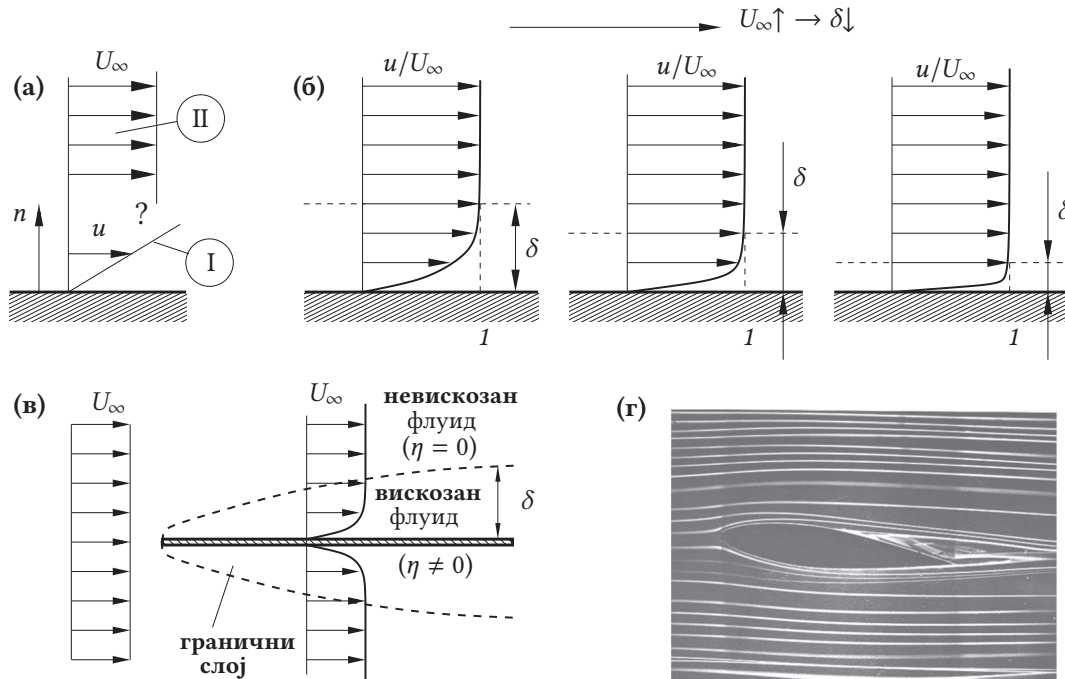 U∞↑ → δ↓
(а)
U∞
II
n
?
u
I
(б)
u/U∞
δ
1
u/U∞
δ
1
u/U∞
δ
1
(в)
U∞
U∞
невискозан
флуид
(η = 0)
вискозан
флуид
δ
(η ≠ 0)
гранични
слој
(г)